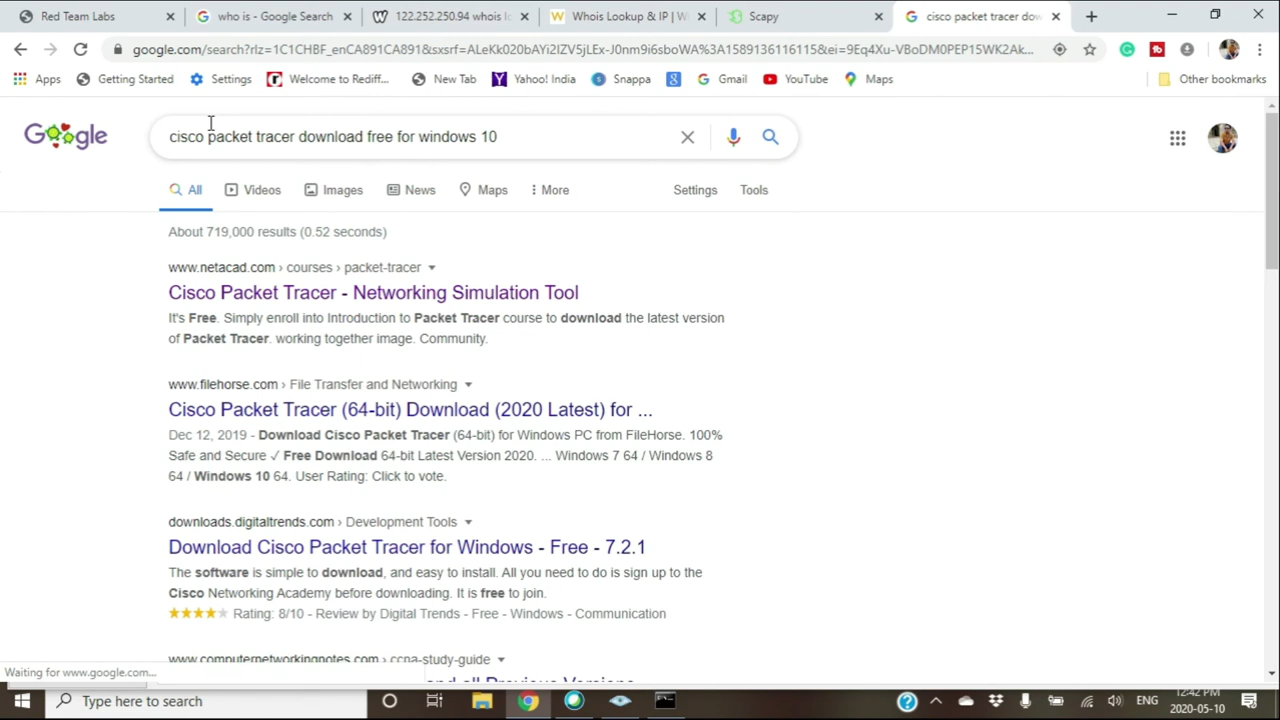 Red Team Labs
who is - Google Search
122.252.250.94 whois l
Whois Lookup & IP | W
Scapy
cisco packet tracer dow
google.com/search?rlz=1C1CHBF_enCA891CA891&sxsrf=ALeKk020bAYi2IZV5jLEx-J0nm9i6sboWA%3A1589136116115&ei=9Eq4Xu-VBoDM0PEP15WK2Ak...
Apps
Getting Started
Settings
Welcome to Rediff...
New Tab
Yahoo! India
Snappa
Gmail
YouTube
Maps
Other bookmarks
Google
cisco packet tracer download free for windows 10
All
Videos
Images
News
Maps
More
Settings
Tools
About 719,000 results (0.52 seconds)
www.netacad.com › courses › packet-tracer
Cisco Packet Tracer - Networking Simulation Tool
It's Free. Simply enroll into Introduction to Packet Tracer course to download the latest version
of Packet Tracer. working together image. Community.
www.filehorse.com › File Transfer and Networking
Cisco Packet Tracer (64-bit) Download (2020 Latest) for ...
Dec 12, 2019 - Download Cisco Packet Tracer (64-bit) for Windows PC from FileHorse. 100%
Safe and Secure ✓ Free Download 64-bit Latest Version 2020. ... Windows 7 64 / Windows 8
64 / Windows 10 64. User Rating: Click to vote.
downloads.digitaltrends.com › Development Tools
Download Cisco Packet Tracer for Windows - Free - 7.2.1
The software is simple to download, and easy to install. All you need to do is sign up to the
Cisco Networking Academy before downloading. It is free to join.
Rating: 8/10 - Review by Digital Trends - Free - Windows - Communication
www.computernetworkingnotes.com › ccna-study-guide
and all Previous Versions
Waiting for www.google.com...
Type here to search
ENG
12:42 PM
2020-05-10